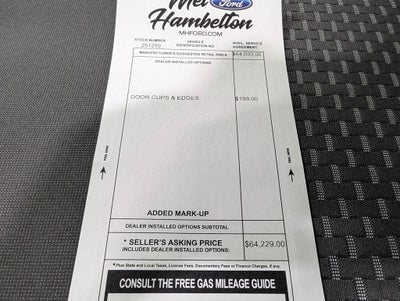 Mel Ford
Hambelton
MHFORD.COM
STOCK NUMBER VEHICLE IDENTIFICATION NO AVAIL. SERVICE AGREEMENT
MANUFACTURER'S SUGGESTED RETAIL PRICE $64,030.00
DEALER INSTALLED OPTIONS
DOOR CUPS & EDGES $199.00
ADDED MARK-UP
DEALER INSTALLED OPTIONS SUBTOTAL
* SELLER'S ASKING PRICE $64,229.00
INCLUDES DEALER INSTALLED OPTIONS:
*Plus State and Local Taxes, License Fees, Documentary Fees or Finance Charges, if any.
CONSULT THE FREE GAS MILEAGE GUIDE